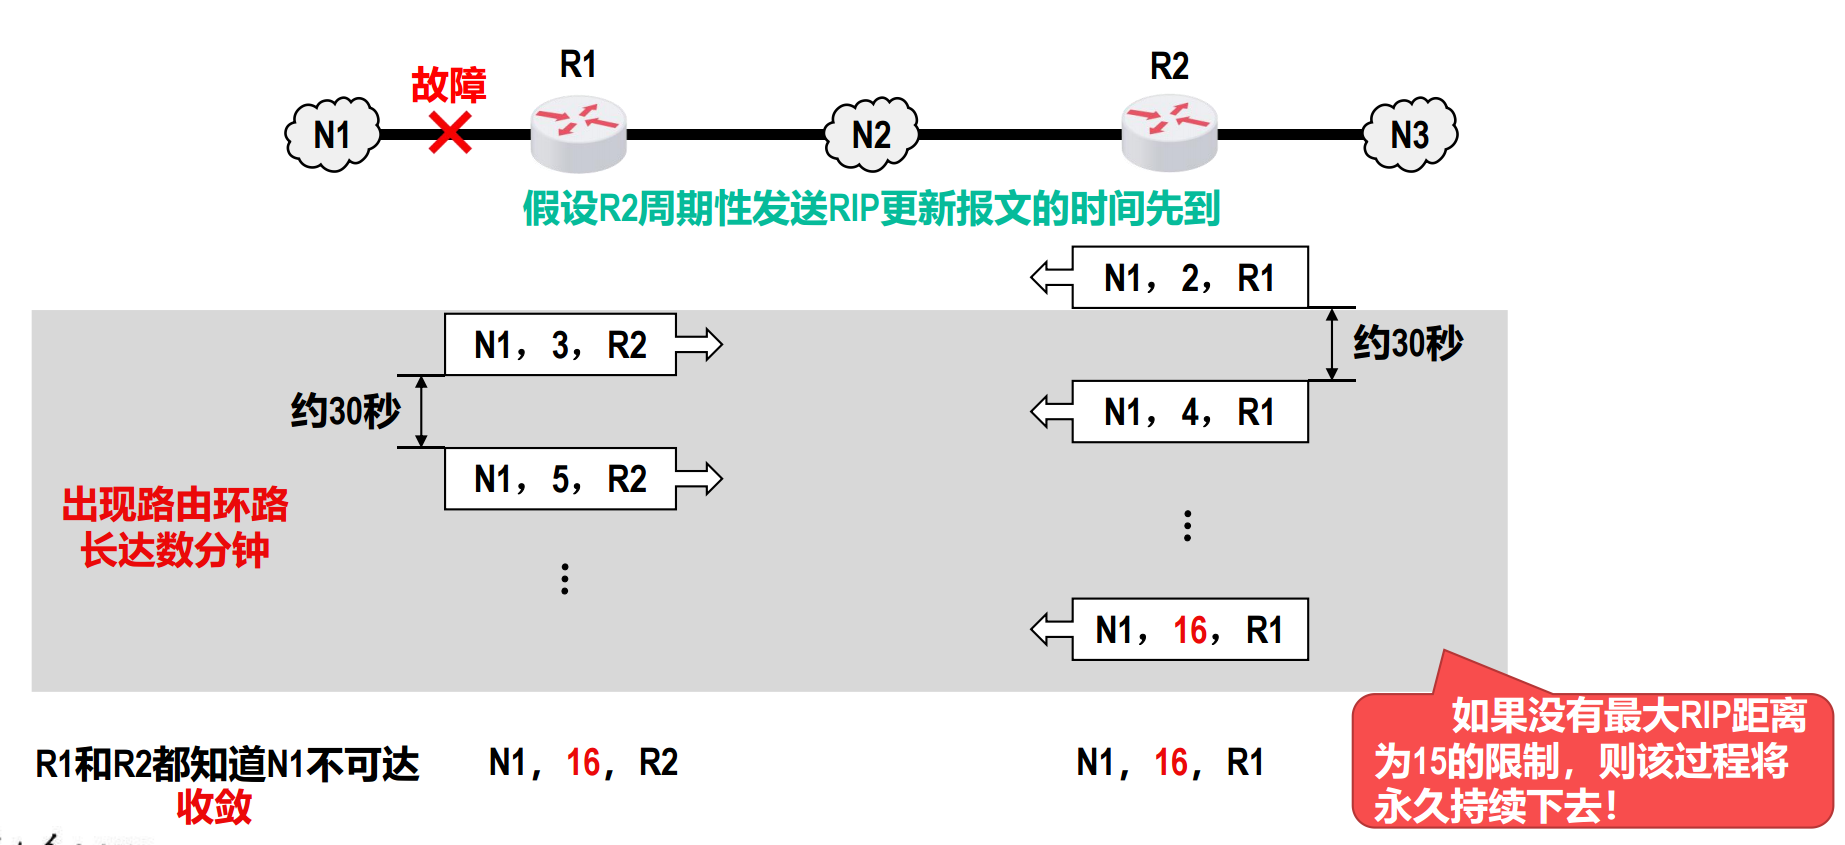 R1
R2
故障
N1
N2
N3
假设R2周期性发送RIP更新报文的时间先到
N1，2，R1
N1，3，R2
约30秒
约30秒
N1，4，R1
N1，5，R2
出现路由环路
长达数分钟
N1，16，R1
R1和R2都知道N1不可达
收敛
N1，16，R2
N1，16，R1
如果没有最大RIP距离
为15的限制，则该过程将
永久持续下去！